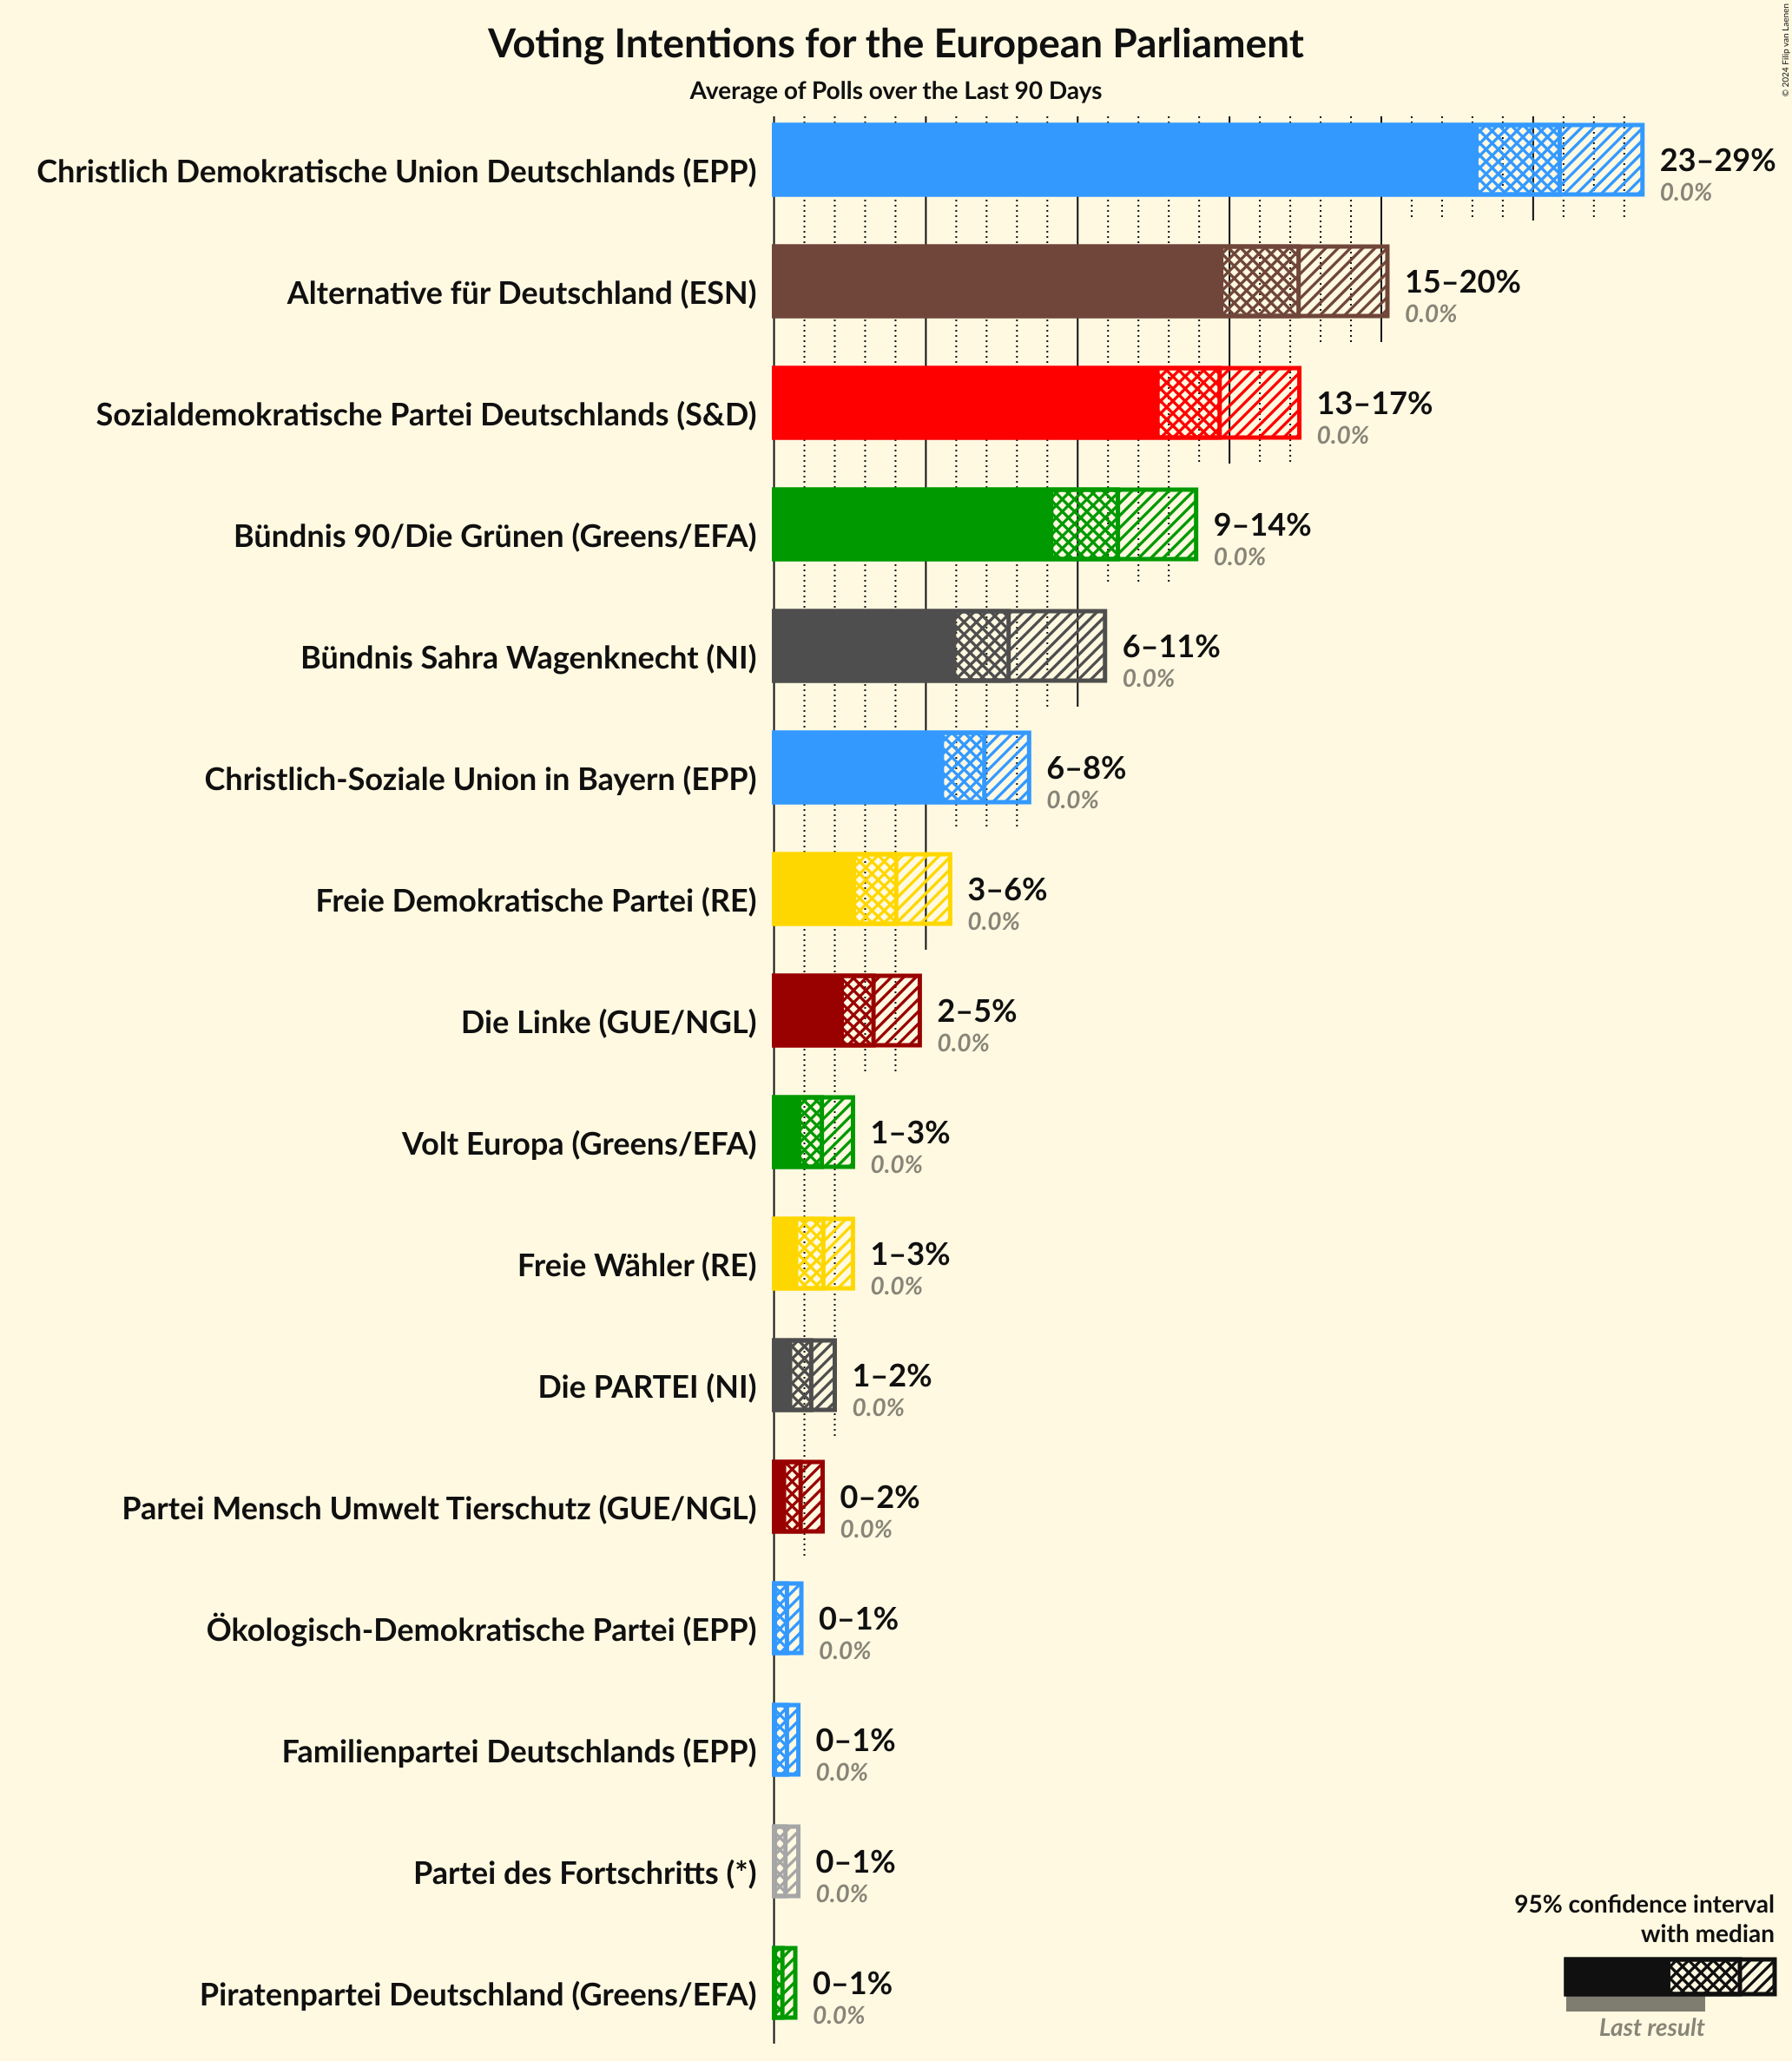 Voting Intentions for the European Parliament
Average of Polls over the Last 90 Days
© 2024 Filip van Laenen
Christlich Demokratische Union Deutschlands (EPP)
23–29%
0.0%
Alternative für Deutschland (ESN)
15–20%
0.0%
Sozialdemokratische Partei Deutschlands (S&D)
13–17%
0.0%
Bündnis 90/Die Grünen (Greens/EFA)
9–14%
0.0%
Bündnis Sahra Wagenknecht (NI)
6–11%
0.0%
Christlich-Soziale Union in Bayern (EPP)
6–8%
0.0%
Freie Demokratische Partei (RE)
3–6%
0.0%
Die Linke (GUE/NGL)
2–5%
0.0%
Volt Europa (Greens/EFA)
1–3%
0.0%
Freie Wähler (RE)
1–3%
0.0%
Die PARTEI (NI)
1–2%
0.0%
Partei Mensch Umwelt Tierschutz (GUE/NGL)
0–2%
0.0%
Ökologisch-Demokratische Partei (EPP)
0–1%
0.0%
Familienpartei Deutschlands (EPP)
0–1%
0.0%
Partei des Fortschritts (*)
0–1%
0.0%
Piratenpartei Deutschland (Greens/EFA)
0–1%
0.0%
95% confidence interval
with median
Last result